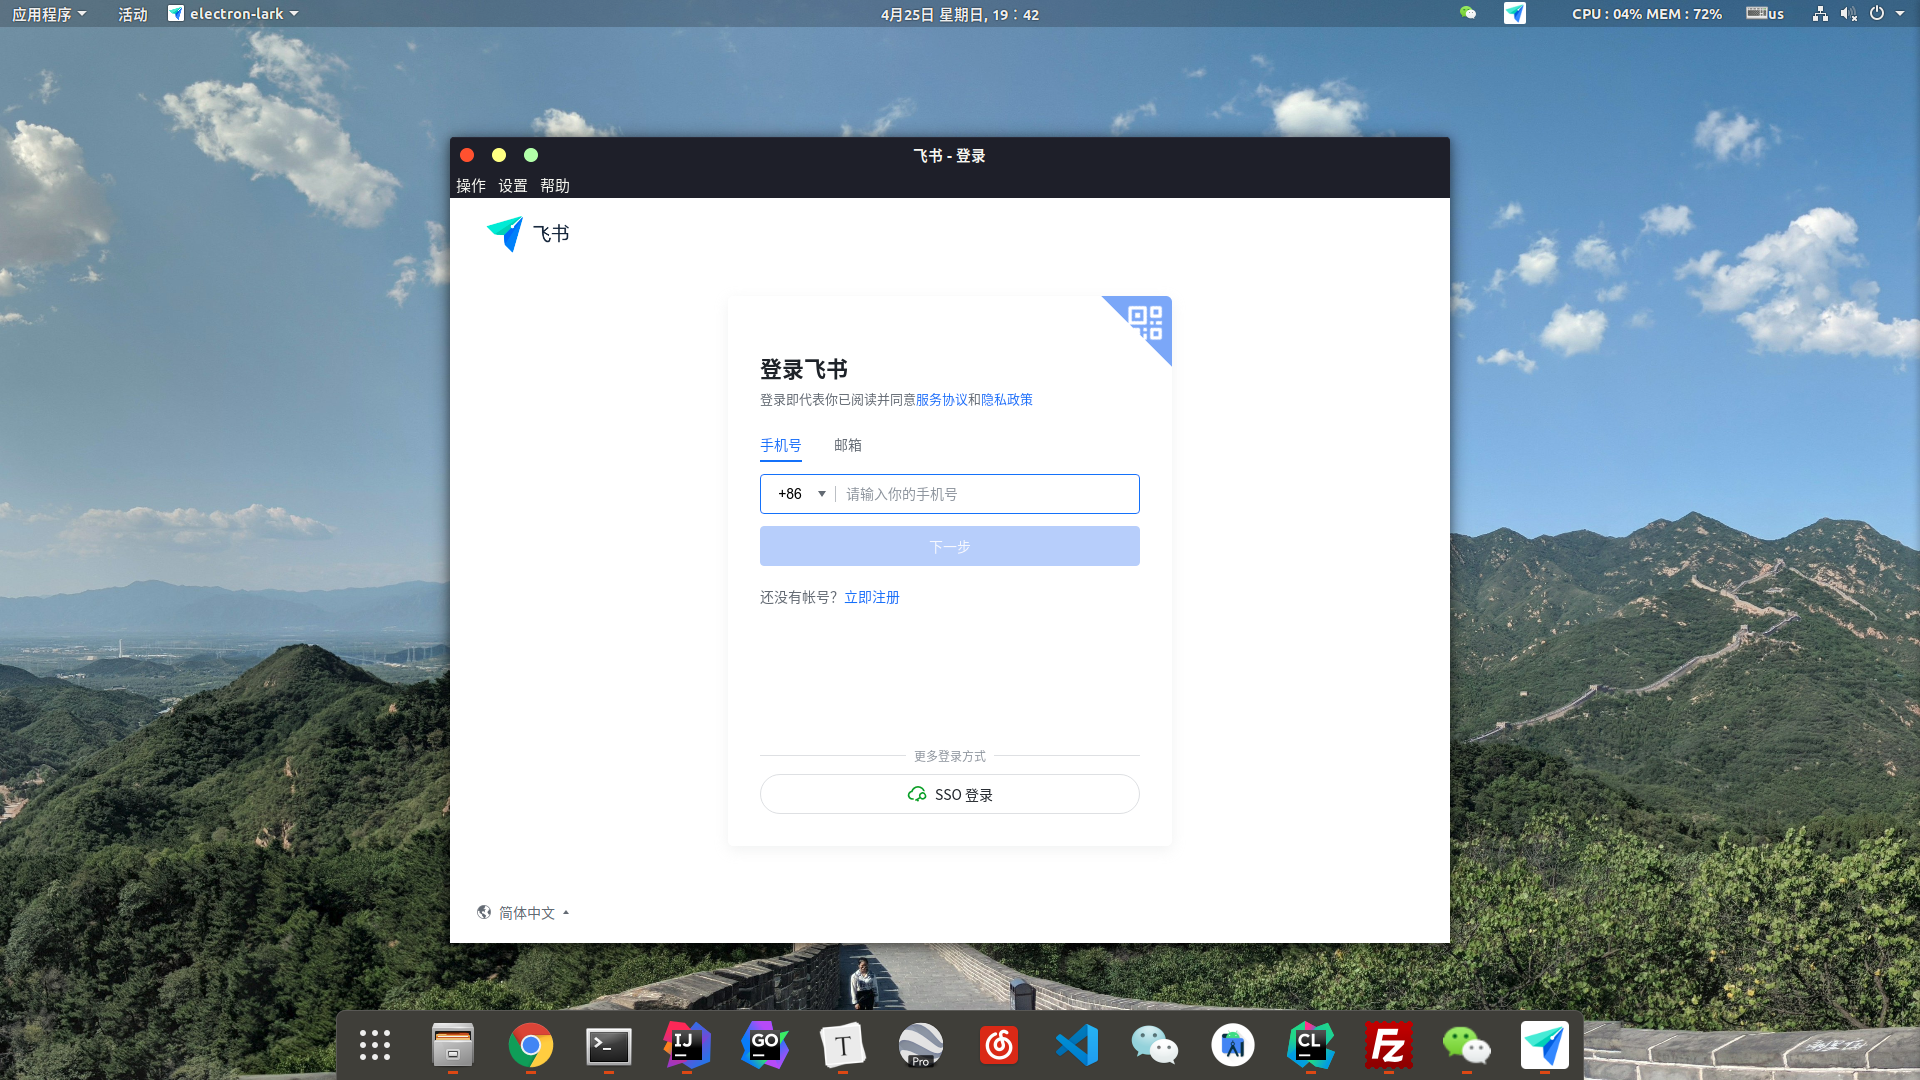 应用程序
活动
electron-lark
4月25日 星期日, 19：42
CPU : 04% MEM : 72%
us
飞书 - 登录
操作 设置 帮助
飞书
登录飞书
登录即代表你已阅读并同意服务协议和隐私政策
手机号 邮箱
+86 请输入你的手机号
下一步
还没有帐号？立即注册
更多登录方式
SSO 登录
简体中文
>_
IJ
GO
T
Pro
AI
CL
FZ